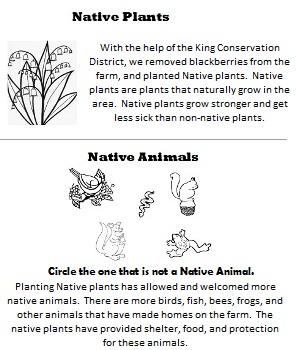 Native Plants
With the help of the King Conservation
District, we removed blackberries from the
farm, and planted Native plants. Native
plants are plants that naturally grow in the
area. Native plants grow stronger and get
less sick than non-native plants.
Native Animals
Circle the one that is not a Native Animal.
Planting Native plants has allowed and welcomed more
native animals. There are more birds, fish, bees, frogs, and
other animals that have made homes on the farm. The
native plants have provided shelter, food, and protection
for these animals.